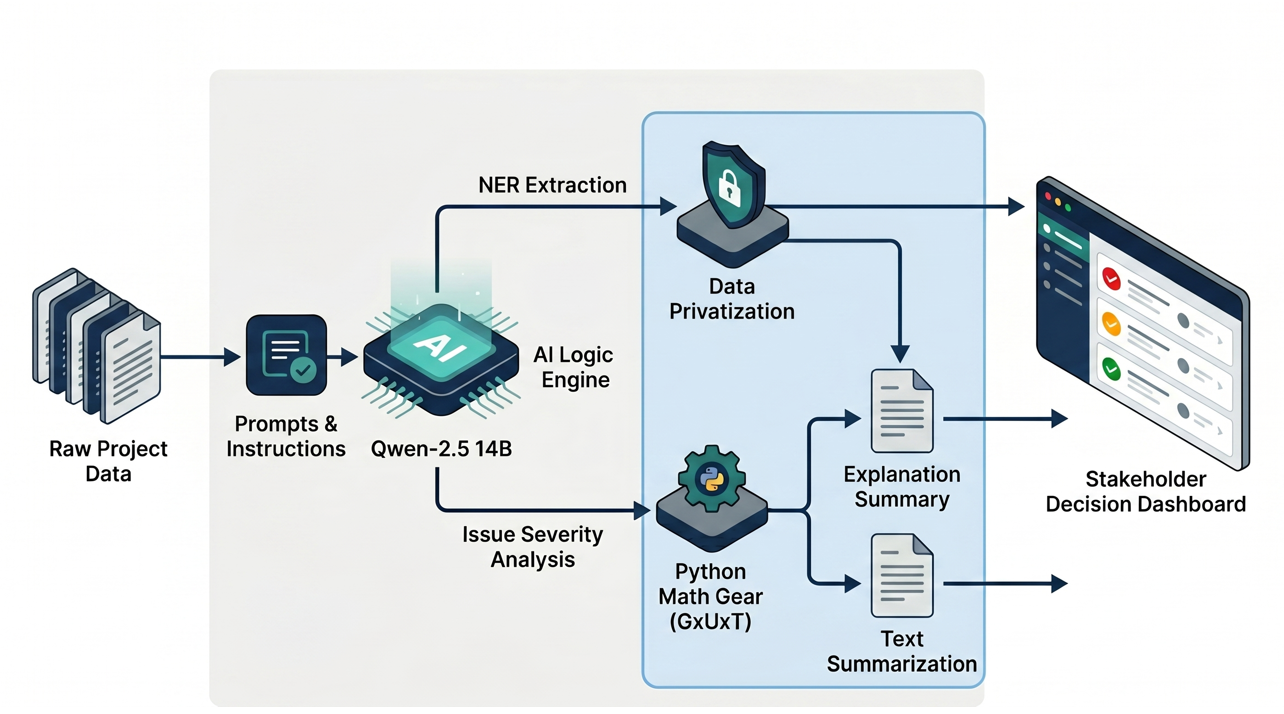 NER Extraction
Data
Privatization
AI
AI Logic
Engine
Raw Project
Data
Prompts &
Instructions
Qwen-2.5 14B
Explanation
Summary
Stakeholder
Decision Dashboard
Issue Severity
Analysis
Python
Math Gear
(GxUxT)
Text
Summarization